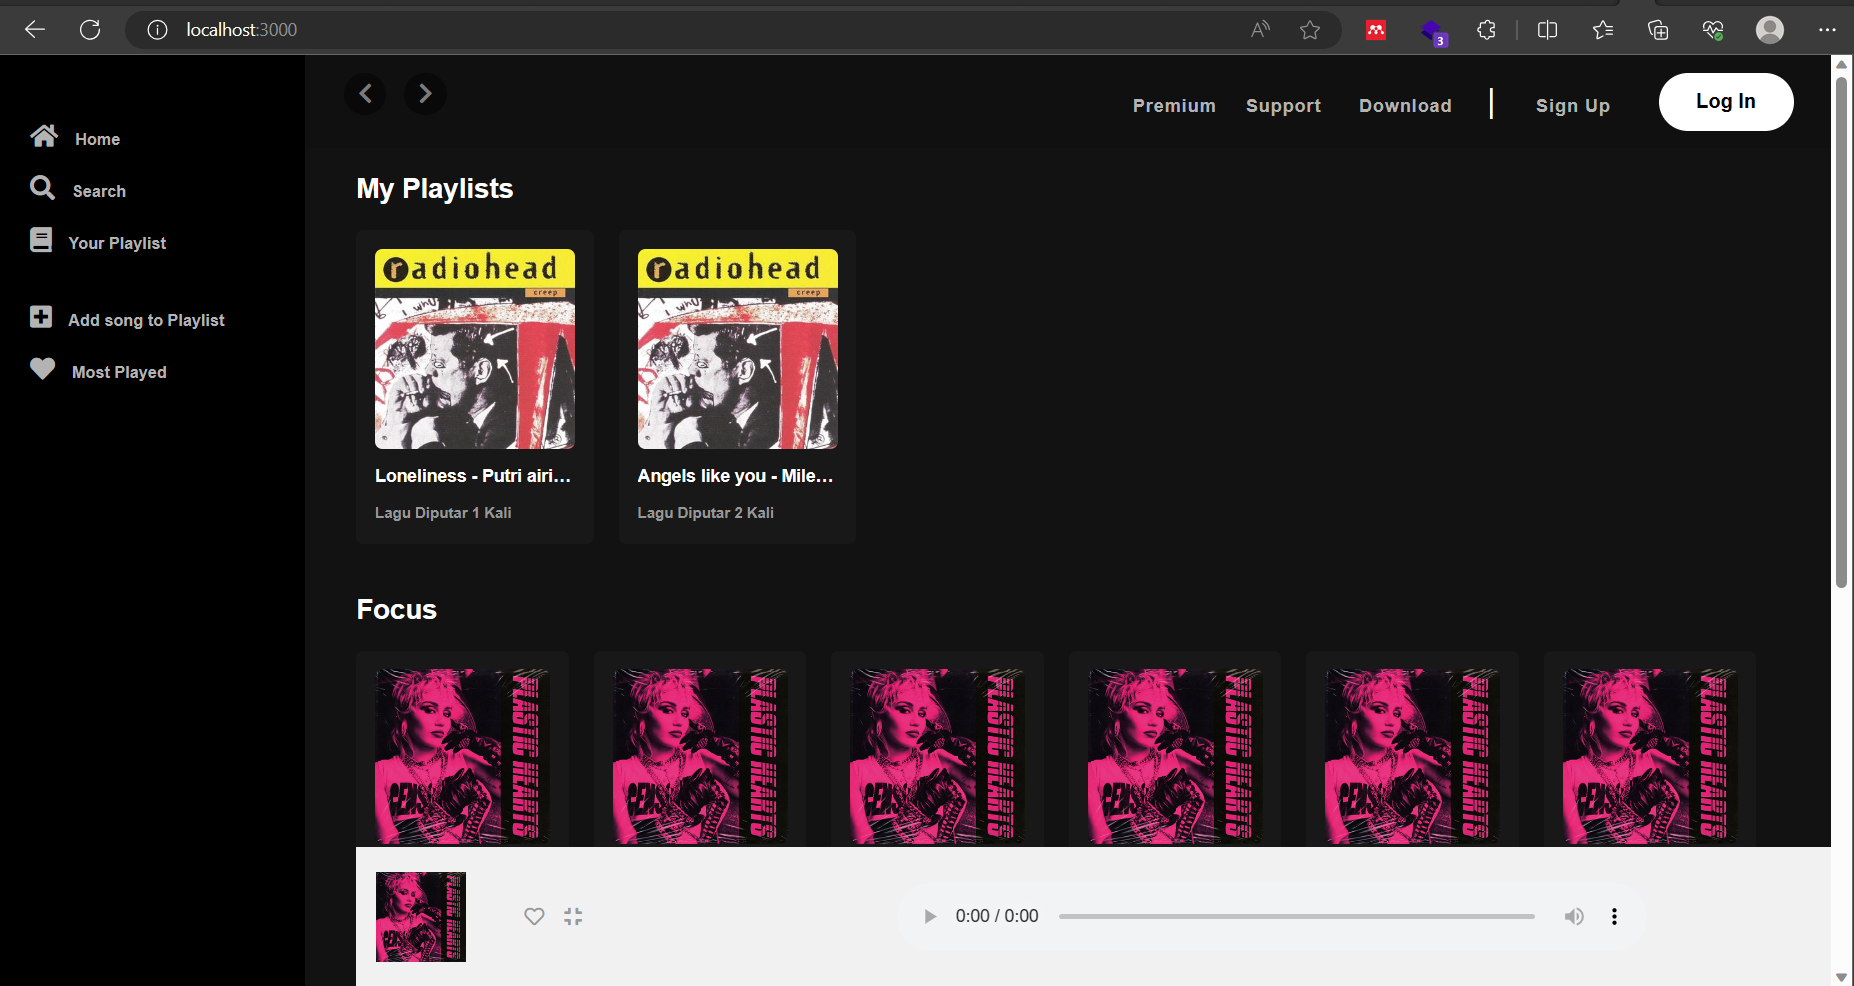 localhost:3000
3
Premium Support Download | Sign Up Log In
Home
Search
Your Playlist
Add song to Playlist
Most Played
My Playlists
radiohead
creep
radiohead
creep
Loneliness - Putri airi...
Lagu Diputar 1 Kali
Angels like you - Mile...
Lagu Diputar 2 Kali
Focus
PLASTIC HEARTS
PLASTIC HEARTS
PLASTIC HEARTS
PLASTIC HEARTS
PLASTIC HEARTS
PLASTIC HEARTS
PLASTIC HEARTS
0:00 / 0:00